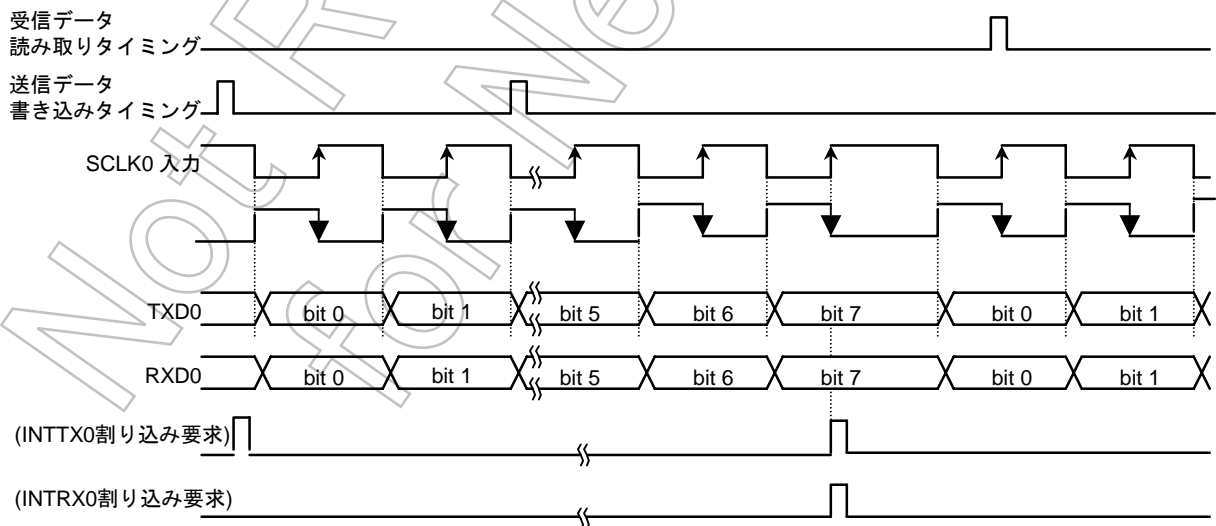 受信データ
読み取りタイミング
送信データ
書き込みタイミング
SCLK0 入力
TXD0 bit 0 bit 1 bit 5 bit 6 bit 7 bit 0 bit 1
RXD0 bit 0 bit 1 bit 5 bit 6 bit 7 bit 0 bit 1
(INTTX0割り込み要求)
(INTRX0割り込み要求)
Not R
for Ne